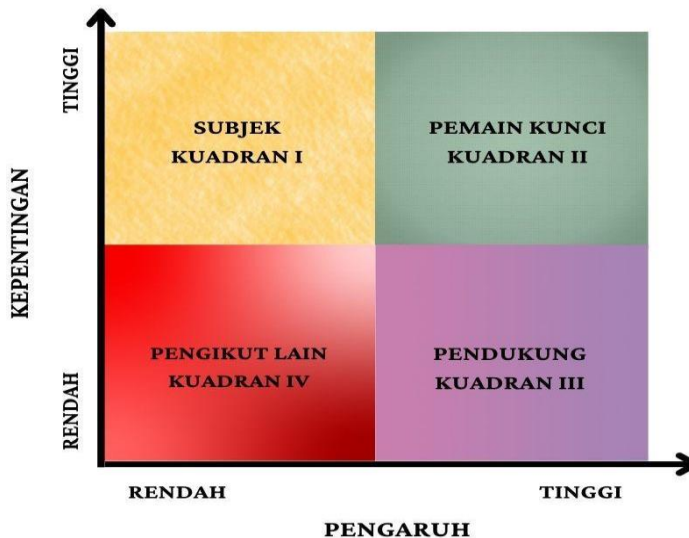 TINGGI
SUBJEK
KUADRAN I
PEMAIN KUNCI
KUADRAN II
KEPENTINGAN
RENDAH
PENGIKUT LAIN
KUADRAN IV
PENDUKUNG
KUADRAN III
RENDAH
TINGGI
PENGARUH